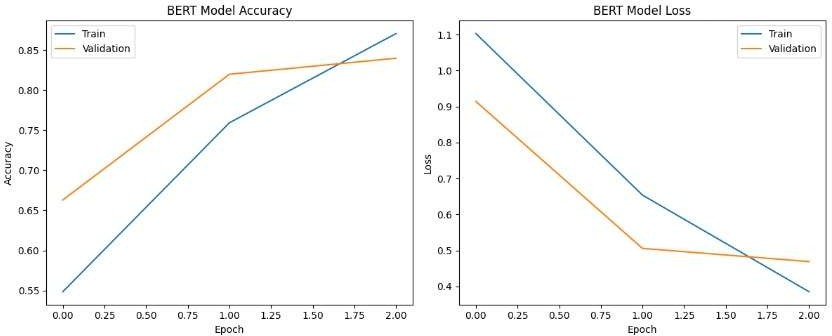 BERT Model Accuracy
Train
Validation
0.85
0.80
0.75
0.70
0.65
0.60
0.55
Accuracy
0.00 0.25 0.50 0.75 1.00 1.25 1.50 1.75 2.00
Epoch
BERT Model Loss
Train
Validation
1.1
1.0
0.9
0.8
0.7
0.6
0.5
0.4
Loss
0.00 0.25 0.50 0.75 1.00 1.25 1.50 1.75 2.00
Epoch